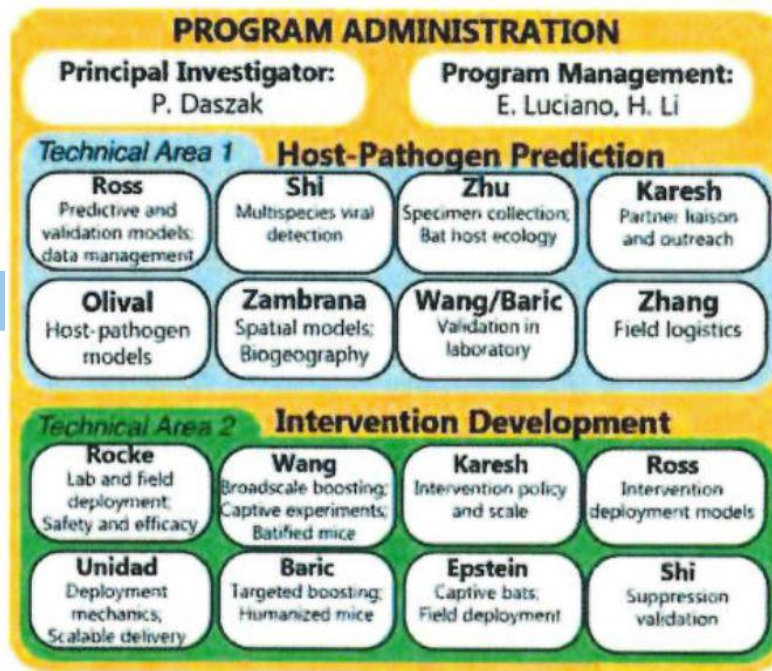 PROGRAM ADMINISTRATION
Principal Investigator:
P. Daszak
Program Management:
E. Luciano, H. Li
Technical Area 1
Host-Pathogen Prediction
Ross
Predictive and
validation models;
data management
Shi
Multispecies viral
detection
Zhu
Specimen collection;
Bat host ecology
Karesh
Partner liaison
and outreach
Olival
Host-pathogen
models
Zambrana
Spatial models;
Biogeography
Wang/Baric
Validation in
laboratory
Zhang
Field logistics
Technical Area 2
Intervention Development
Rocke
Lab and field
deployment;
Safety and efficacy
Wang
Broadscale boosting;
Captive experiments;
Batified mice
Karesh
Intervention policy
and scale
Ross
Intervention
deployment models
Unidad
Deployment
mechanics;
Scalable delivery
Baric
Targeted boosting;
Humanized mice
Epstein
Captive bats;
Field deployment
Shi
Suppression
validation